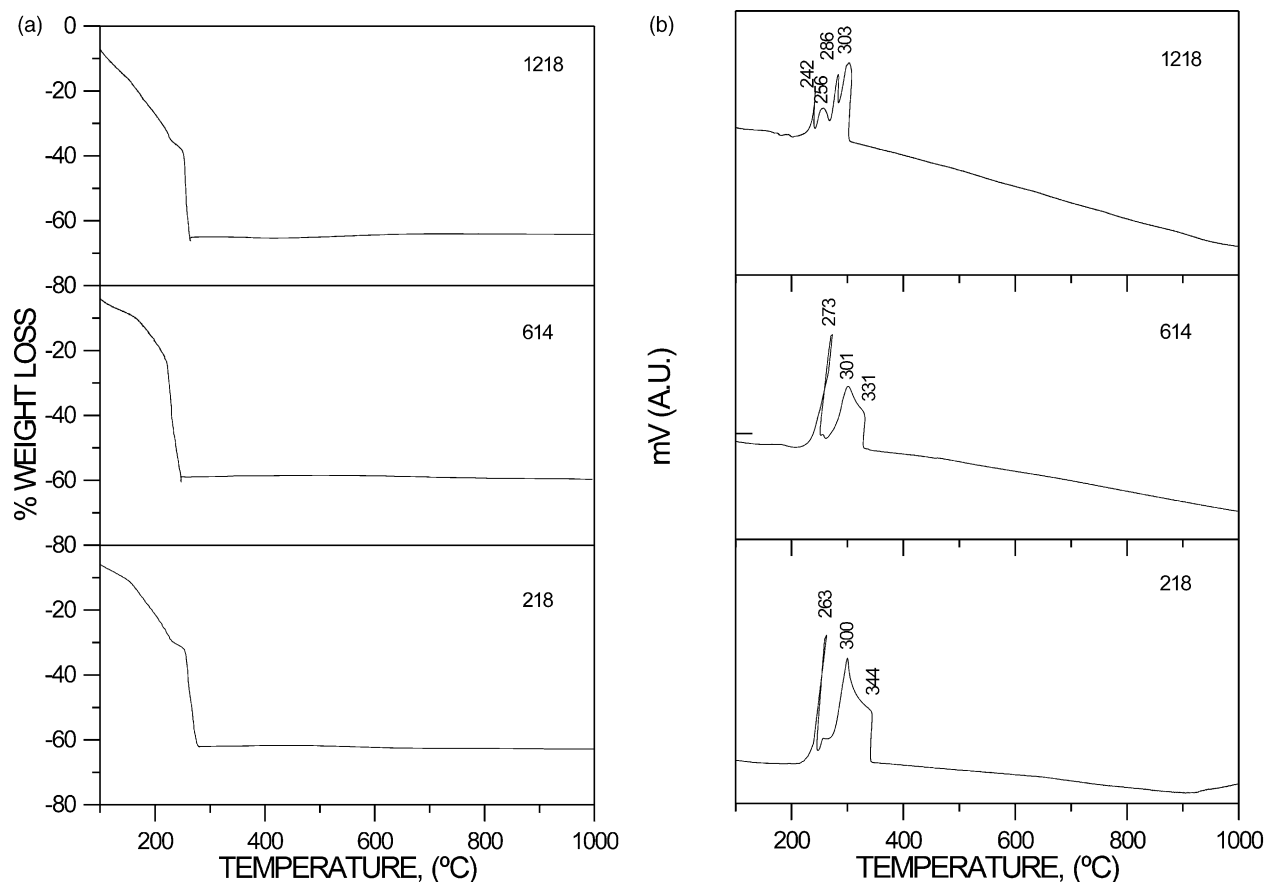 (a)
0
-20
-40
-60
-80
-20
-40
-60
-80
-20
-40
-60
-80
% WEIGHT LOSS
1218
614
218
200 400 600 800 1000
TEMPERATURE, (ºC)
(b)
mV (A.U.)
242 256 286 303
1218
273 301 331
614
263 300 344
218
200 400 600 800 1000
TEMPERATURE, (ºC)